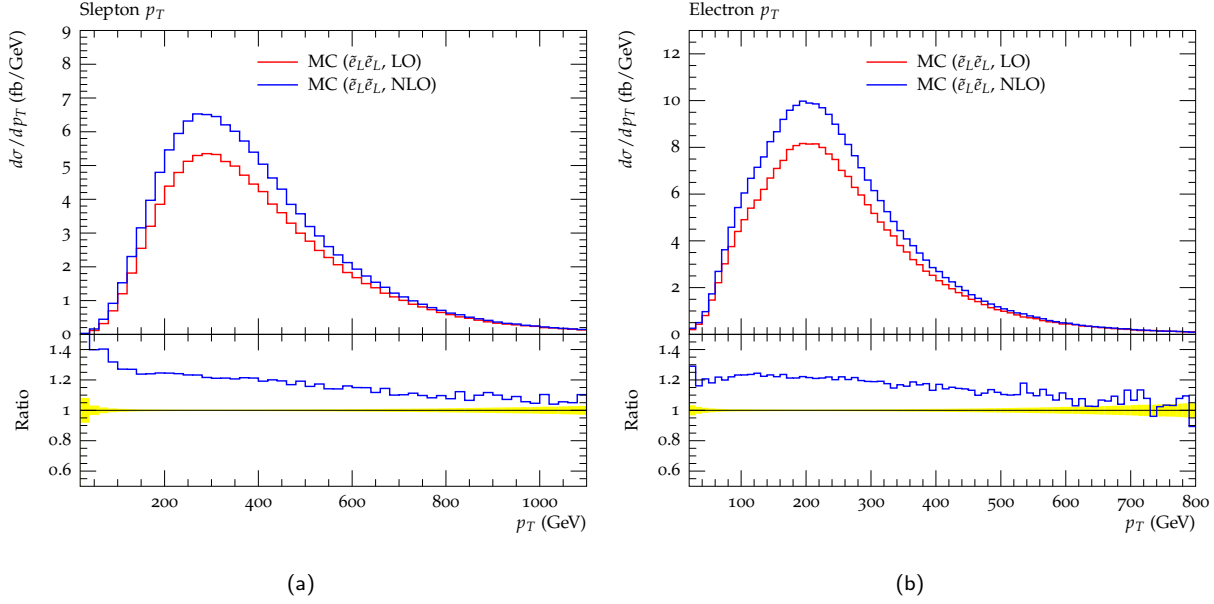 Slepton p_T
dσ/dp_T (fb/GeV)
9
8
7
6
5
4
3
2
1
0
MC (ẽ_L ẽ_L, LO)
MC (ẽ_L ẽ_L, NLO)
Ratio
1.4
1.2
1
0.8
0.6
200 400 600 800 1000
p_T (GeV)
(a)
Electron p_T
dσ/dp_T (fb/GeV)
12
10
8
6
4
2
0
MC (ẽ_L ẽ_L, LO)
MC (ẽ_L ẽ_L, NLO)
Ratio
1.4
1.2
1
0.8
0.6
100 200 300 400 500 600 700 800
p_T (GeV)
(b)